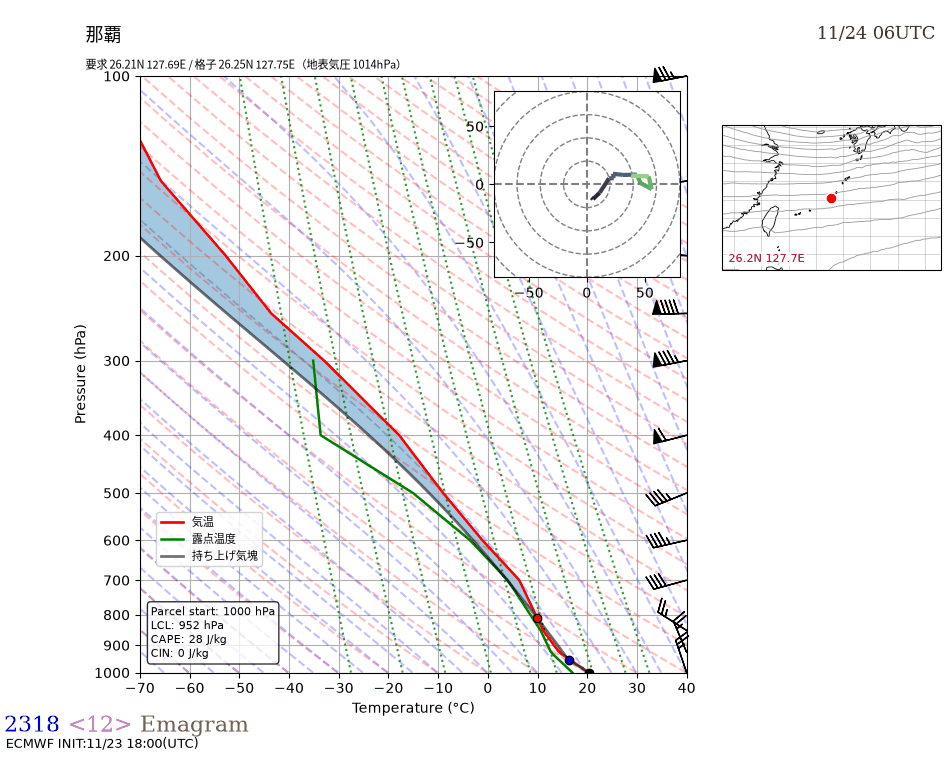 那覇
11/24 06UTC
要求 26.21N 127.69E / 格子 26.25N 127.75E（地表気圧 1014hPa）
100
200
300
400
500
600
700
800
900
1000
Pressure (hPa)
50
0
−50
−50 0 50
26.2N 127.7E
気温
露点温度
持ち上げ気塊
Parcel start: 1000 hPa
LCL: 952 hPa
CAPE: 28 J/kg
CIN: 0 J/kg
−70 −60 −50 −40 −30 −20 −10 0 10 20 30 40
Temperature (°C)
2318 <12> Emagram
ECMWF INIT:11/23 18:00(UTC)